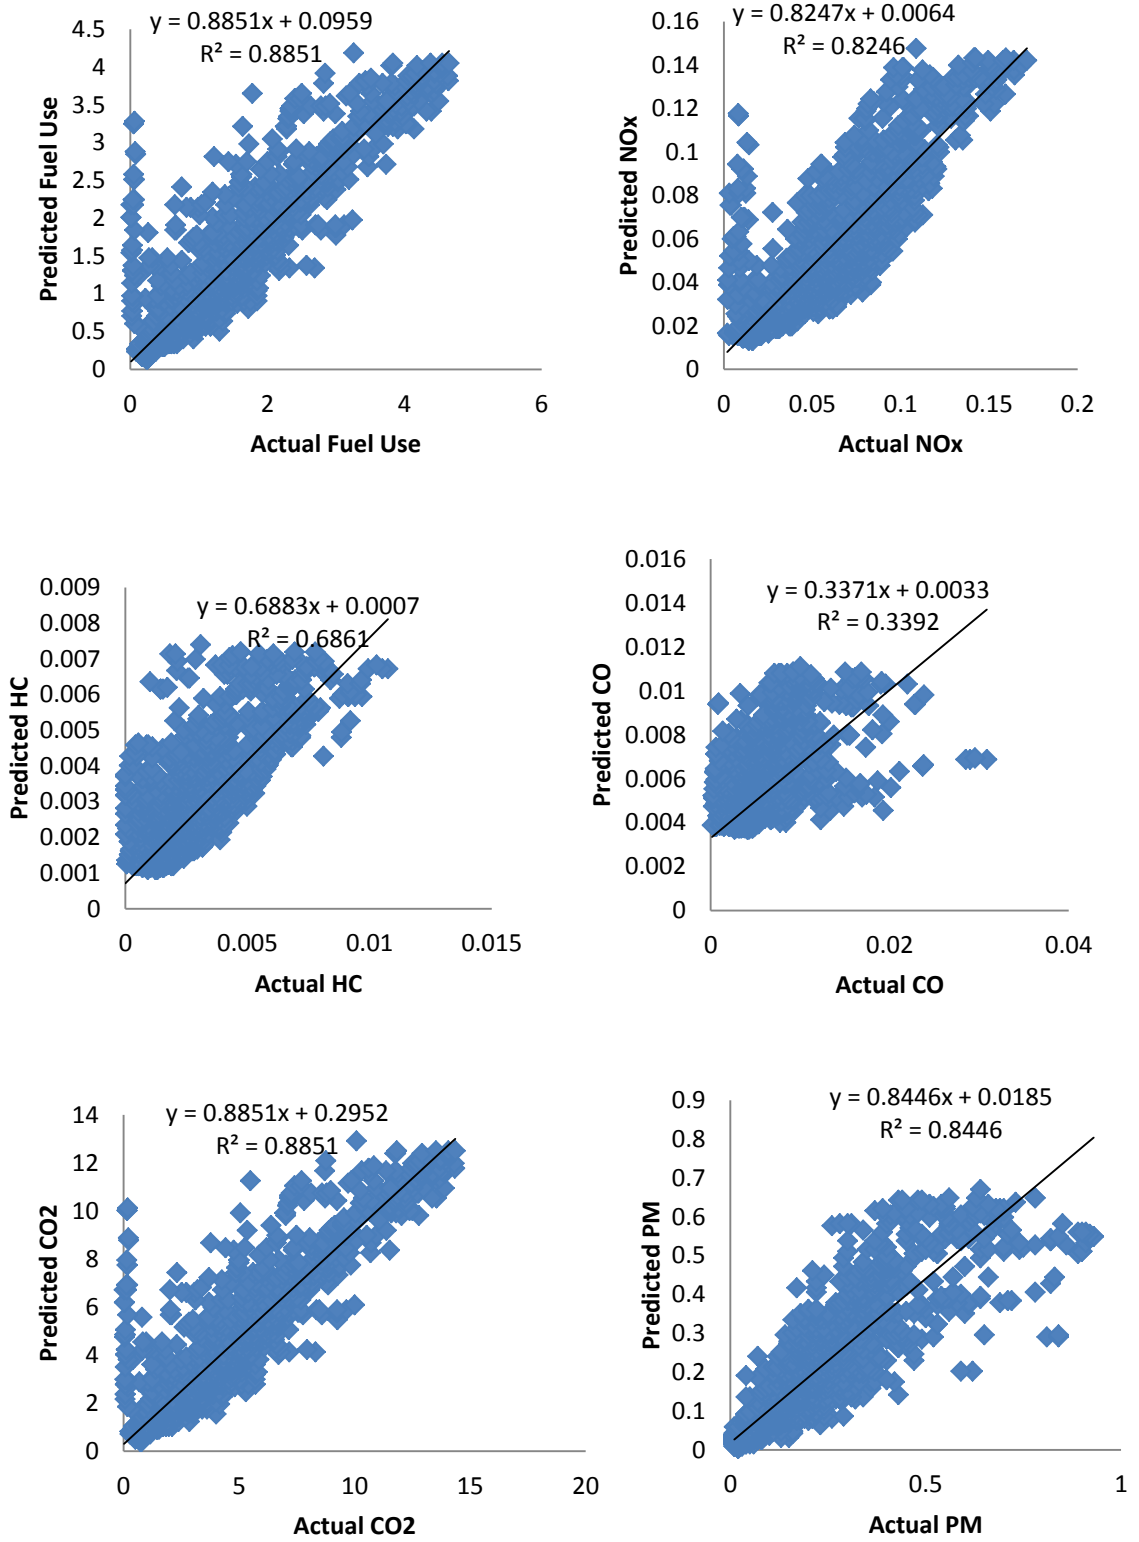 y = 0.8851x + 0.0959
R² = 0.8851
4.5
4
3.5
3
2.5
2
1.5
1
0.5
0
Predicted Fuel Use
0 2 4 6
Actual Fuel Use
y = 0.8247x + 0.0064
R² = 0.8246
0.16
0.14
0.12
0.1
0.08
0.06
0.04
0.02
0
Predicted NOx
0 0.05 0.1 0.15 0.2
Actual NOx
y = 0.6883x + 0.0007
R² = 0.6861
0.009
0.008
0.007
0.006
0.005
0.004
0.003
0.002
0.001
0
Predicted HC
0 0.005 0.01 0.015
Actual HC
y = 0.3371x + 0.0033
R² = 0.3392
0.016
0.014
0.012
0.01
0.008
0.006
0.004
0.002
0
Predicted CO
0 0.02 0.04
Actual CO
y = 0.8851x + 0.2952
R² = 0.8851
14
12
10
8
6
4
2
0
Predicted CO2
0 5 10 15 20
Actual CO2
y = 0.8446x + 0.0185
R² = 0.8446
0.9
0.8
0.7
0.6
0.5
0.4
0.3
0.2
0.1
0
Predicted PM
0 0.5 1
Actual PM